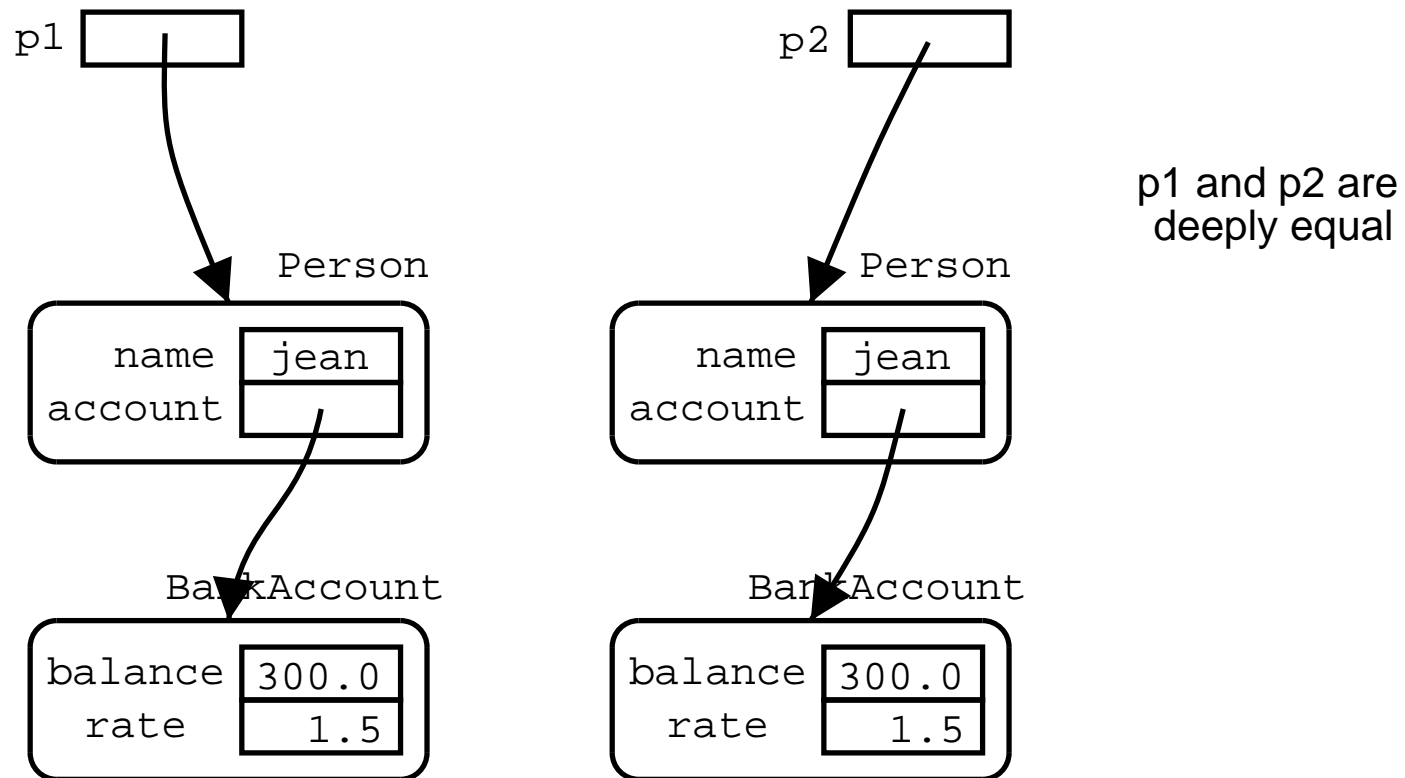 p1
p2
p1 and p2 are
deeply equal
Person
Person
name jean
account
name jean
account
BankAccount
BankAccount
balance 300.0
rate 1.5
balance 300.0
rate 1.5